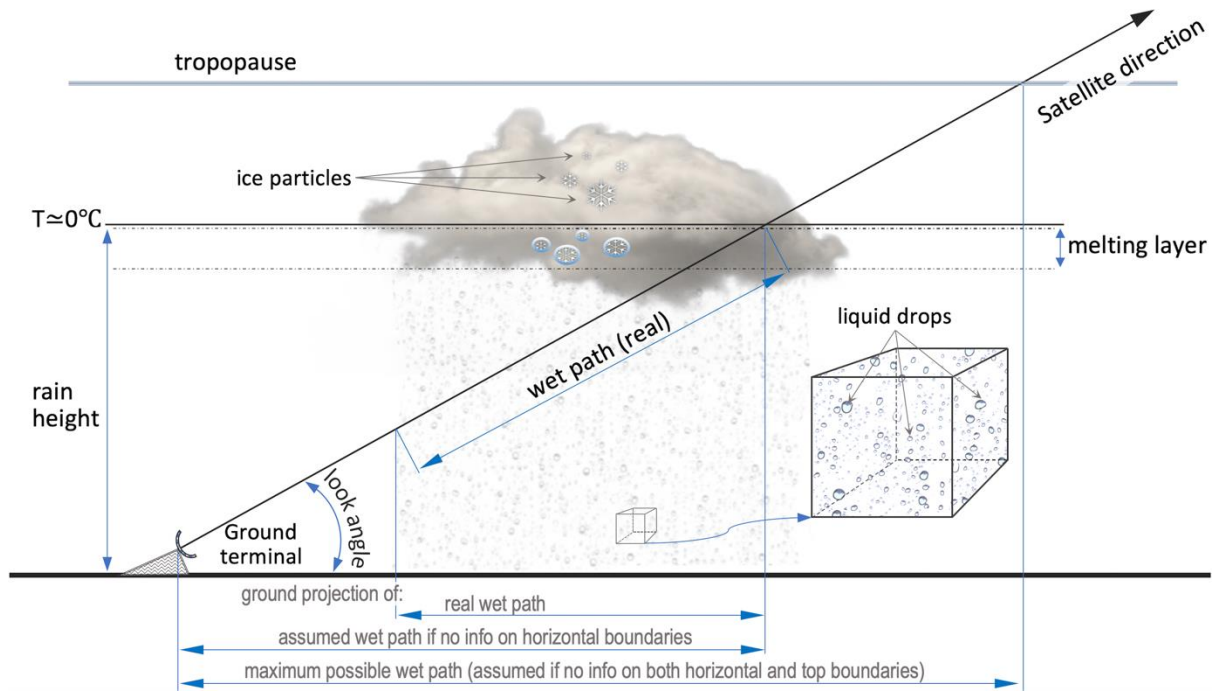 tropopause
Satellite direction
ice particles
T≃0°C
melting layer
liquid drops
wet path (real)
rain
height
look angle
Ground
terminal
ground projection of:
real wet path
assumed wet path if no info on horizontal boundaries
maximum possible wet path (assumed if no info on both horizontal and top boundaries)